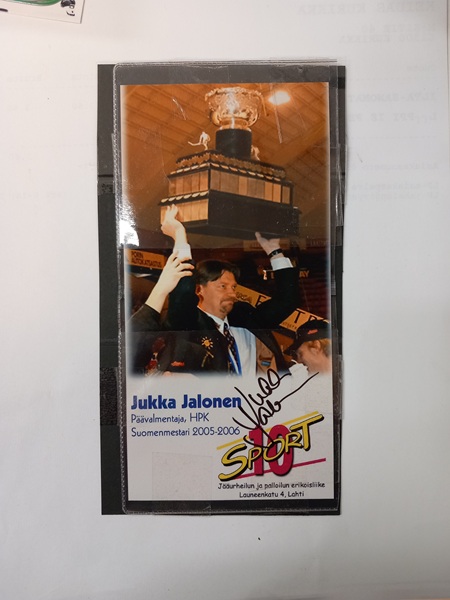 Jukka Jalonen
Päävalmentaja, HPK
Suomenmestari 2005-2006
SPORT
10
Jääurheilun ja palloilun erikoisliike
Launeenkatu 4, Lahti